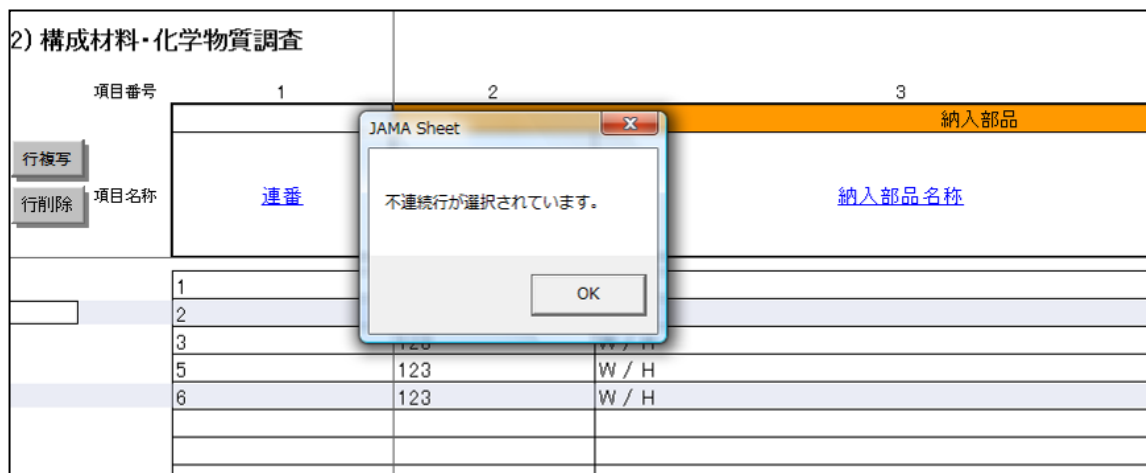 2) 構成材料・化学物質調査
項目番号 1 2 3
納入部品
行複写
行削除
項目名称 連番 納入部品名称
JAMA Sheet
不連続行が選択されています。
OK
1
2
3 123 W / H
5 123 W / H
6 123 W / H